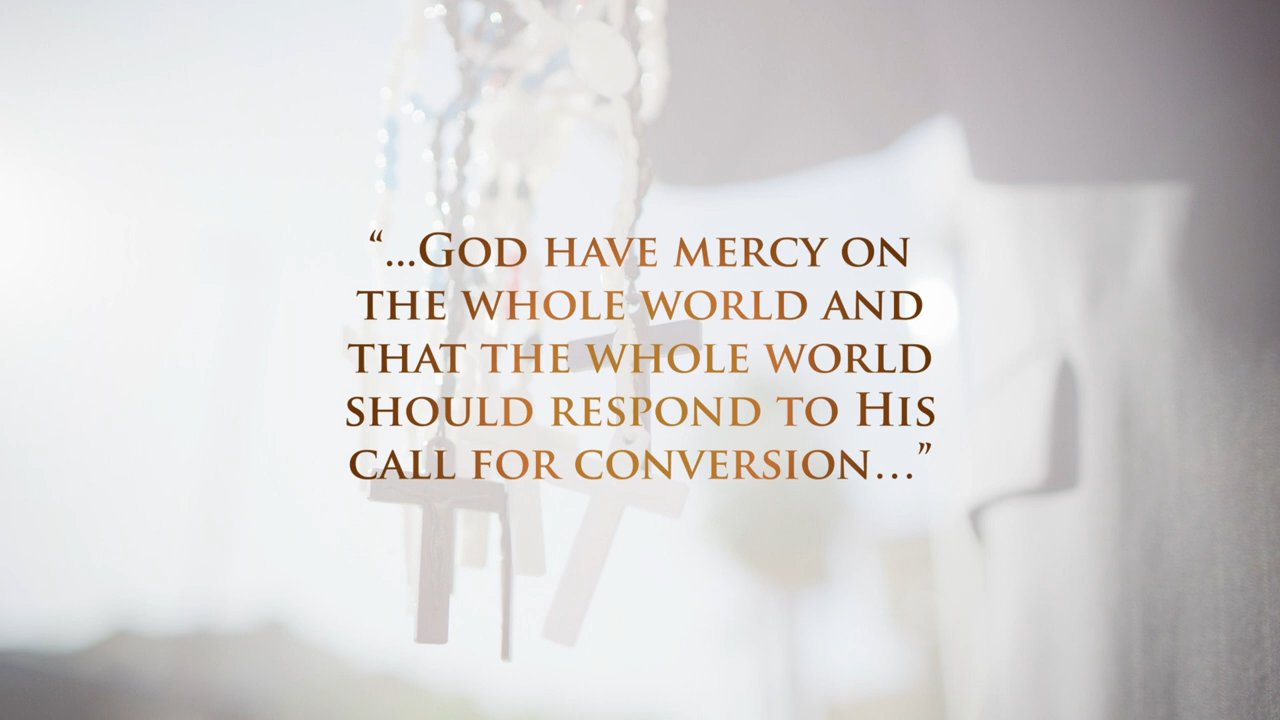 “...God have mercy on
the whole world and
that the whole world
should respond to His
call for conversion...”